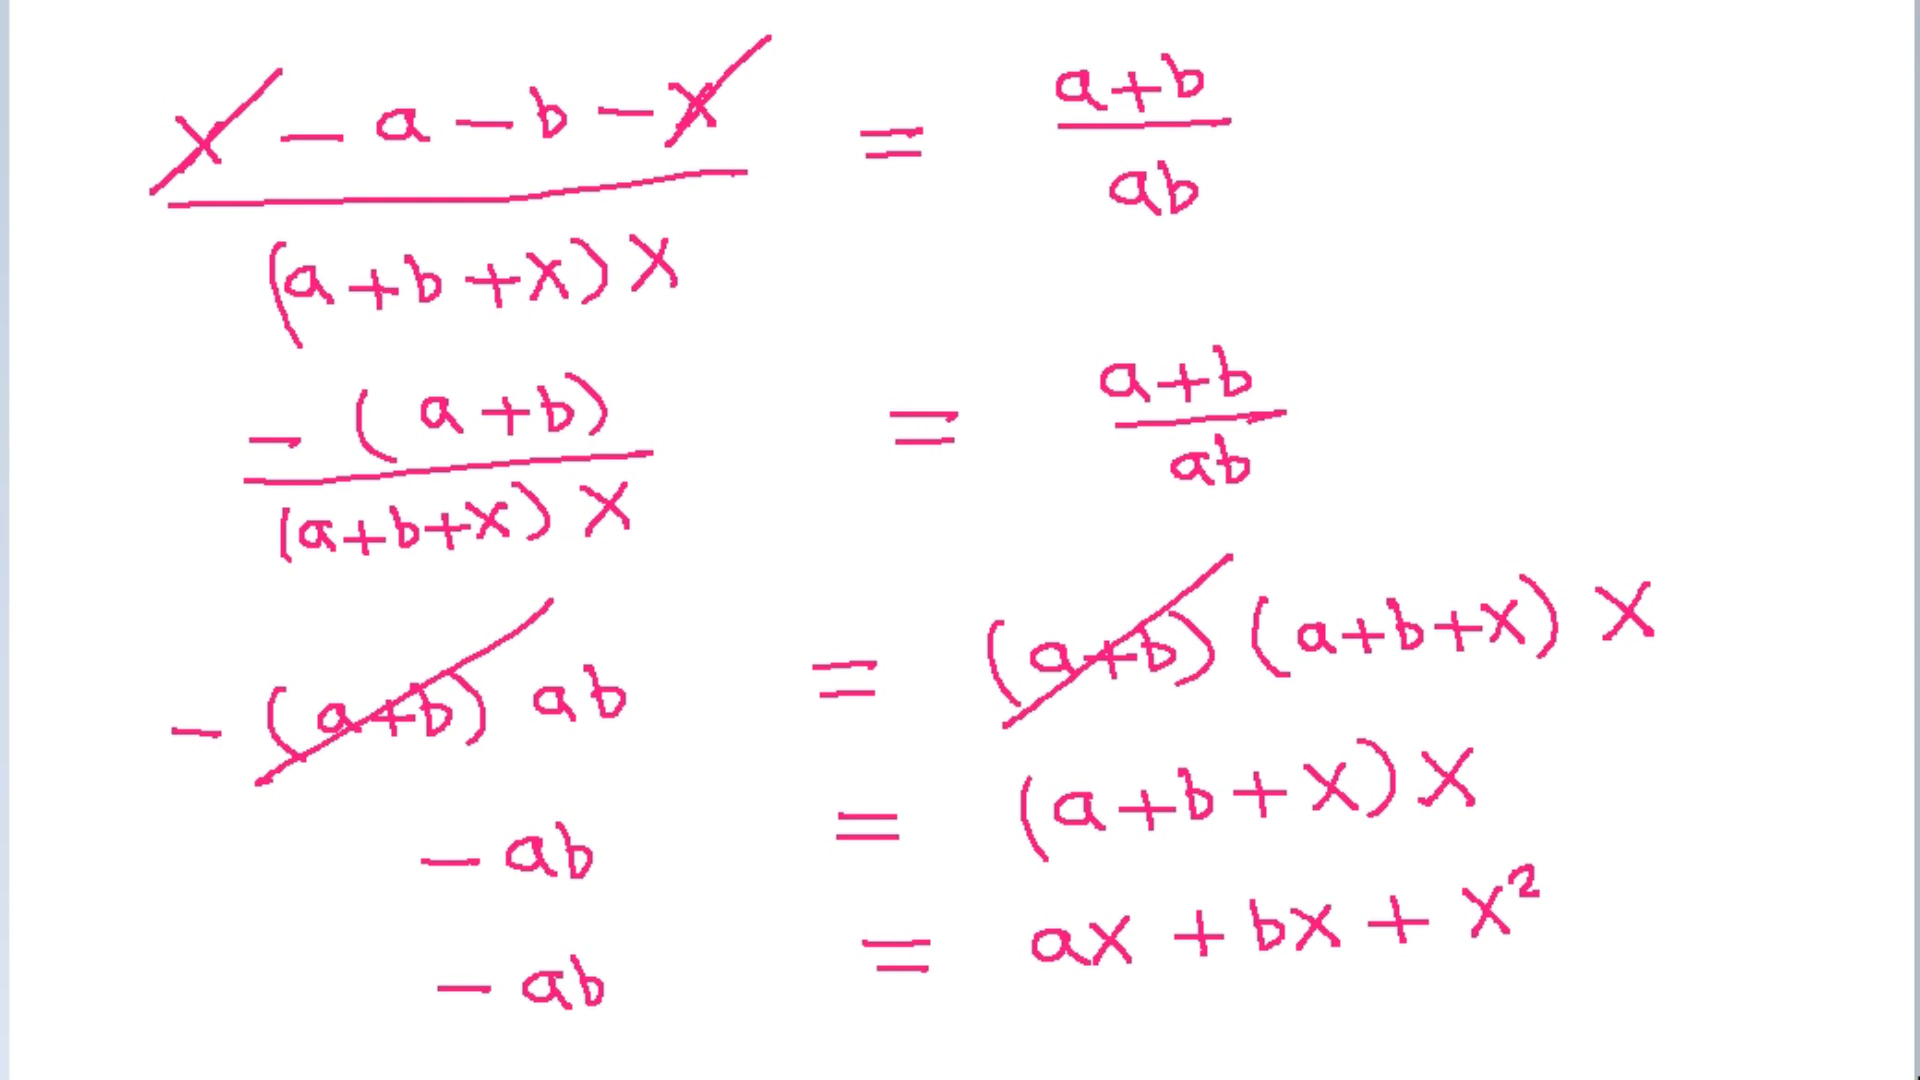 x - a - b - x = a+b
(a+b+x) x ab
- (a+b) = a+b
(a+b+x) x ab
- (a+b) ab = (a+b) (a+b+x) x
- ab = (a+b+x) x
- ab = ax + bx + x²